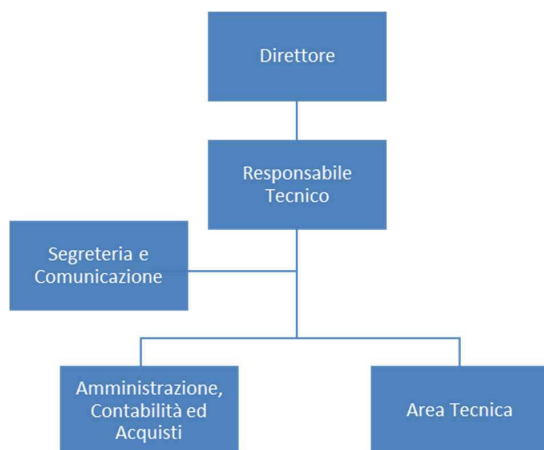 Direttore
Responsabile
Tecnico
Segreteria e
Comunicazione
Amministrazione,
Contabilità ed
Acquisti
Area Tecnica